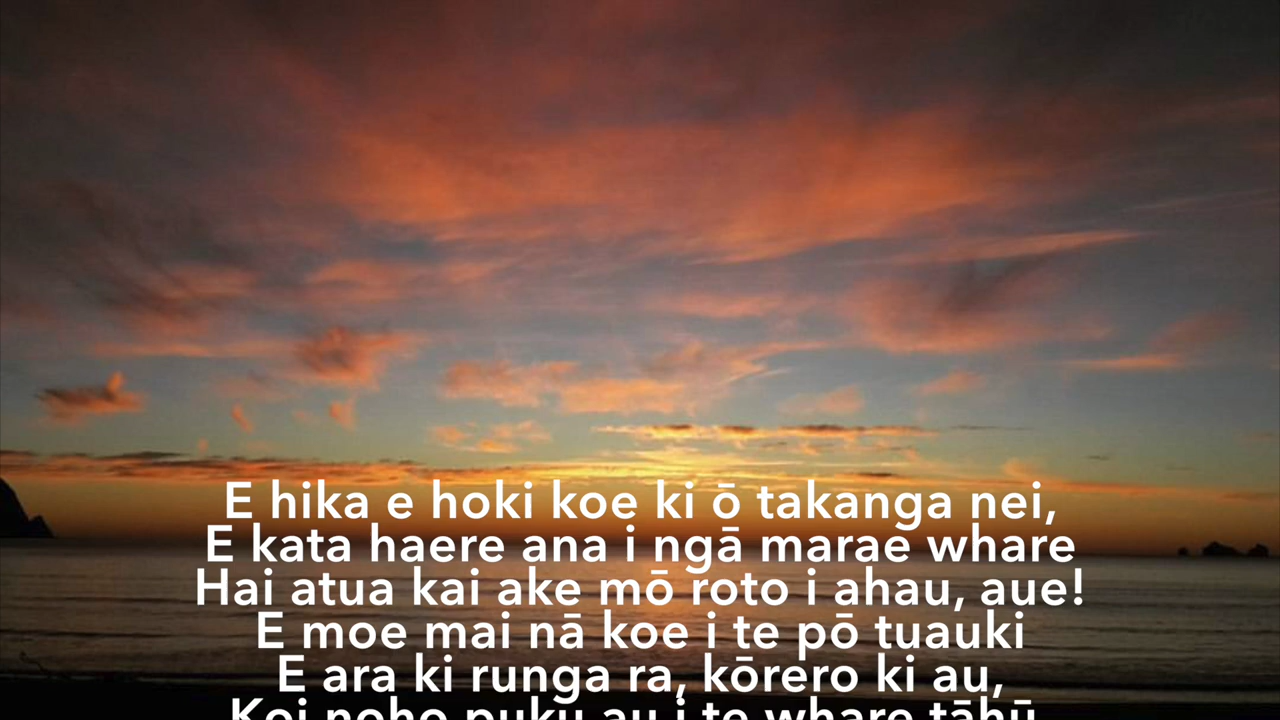 E hika e hoki koe ki ō takanga nei,
E kata haere ana i ngā marae whare
Hai atua kai ake mō roto i ahau, aue!
E moe mai nā koe i te pō tuauki
E ara ki runga ra, kōrero ki au,
Koi noho puku au i te whare tāhū